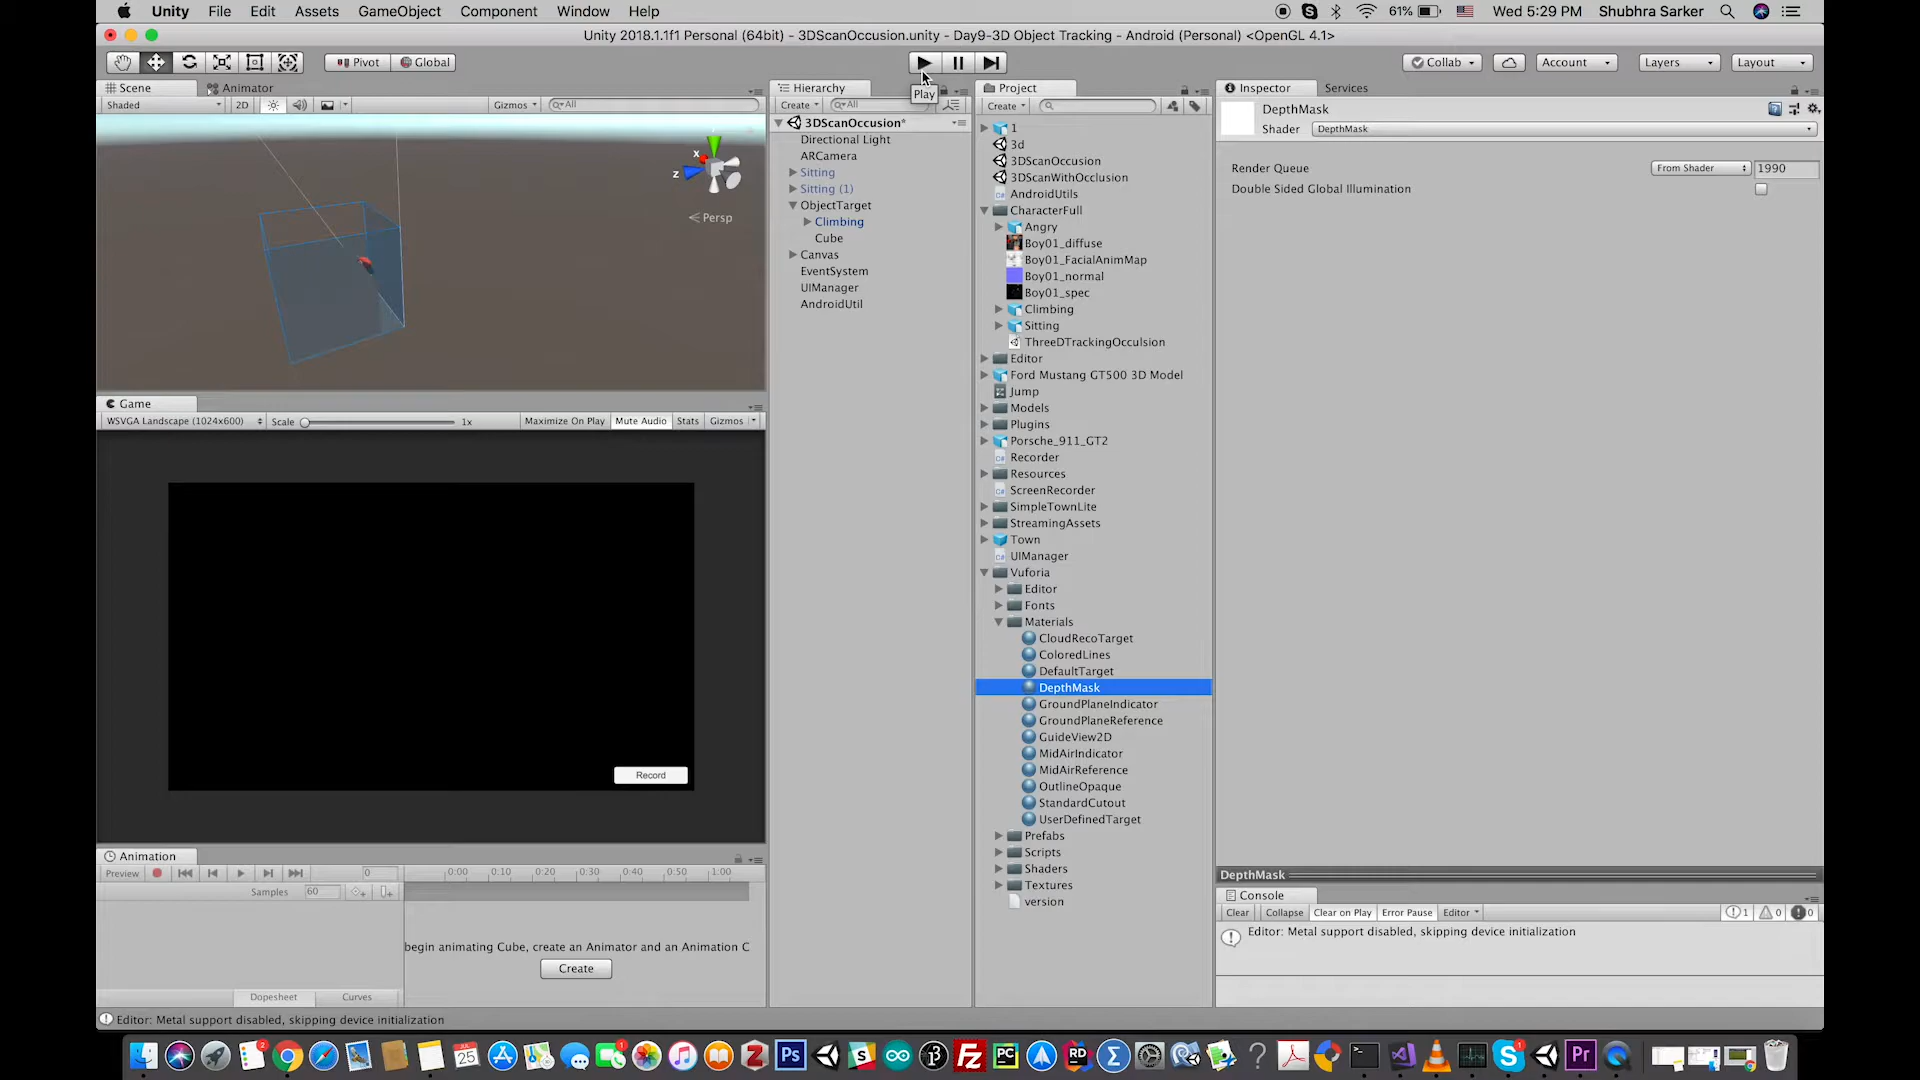 Unity File Edit Assets GameObject Component Window Help 61% Wed 5:29 PM Shubhra Sarker
Unity 2018.1.1f1 Personal (64bit) - 3DScanOccusion.unity - Day9-3D Object Tracking - Android (Personal) <OpenGL 4.1>
Pivot Global Play Collab Account Layers Layout
Scene Animator
Shaded 2D Gizmos All
x
z
Persp
Game
WSVGA Landscape (1024x600) Scale 1x Maximize On Play Mute Audio Stats Gizmos
Record
Animation
Preview 0 0:00 0:10 0:20 0:30 0:40 0:50 1:00
Samples 60
begin animating Cube, create an Animator and an Animation C
Create
Dopesheet Curves
Editor: Metal support disabled, skipping device initialization
Hierarchy
Create All
3DScanOccusion*
Directional Light
ARCamera
Sitting
Sitting (1)
ObjectTarget
Climbing
Cube
Canvas
EventSystem
UIManager
AndroidUtil
Project
Create
1
3d
3DScanOccusion
3DScanWithOcclusion
AndroidUtils
CharacterFull
Angry
Boy01_diffuse
Boy01_FacialAnimMap
Boy01_normal
Boy01_spec
Climbing
Sitting
ThreeDTrackingOcculsion
Editor
Ford Mustang GT500 3D Model
Jump
Models
Plugins
Porsche_911_GT2
Recorder
Resources
ScreenRecorder
SimpleTownLite
StreamingAssets
Town
UIManager
Vuforia
Editor
Fonts
Materials
CloudRecoTarget
ColoredLines
DefaultTarget
DepthMask
GroundPlaneIndicator
GroundPlaneReference
GuideView2D
MidAirIndicator
MidAirReference
OutlineOpaque
StandardCutout
UserDefinedTarget
Prefabs
Scripts
Shaders
Textures
version
Inspector Services
DepthMask
Shader DepthMask
Render Queue From Shader 1990
Double Sided Global Illumination
DepthMask
Console
Clear Collapse Clear on Play Error Pause Editor 1 0 0
Editor: Metal support disabled, skipping device initialization